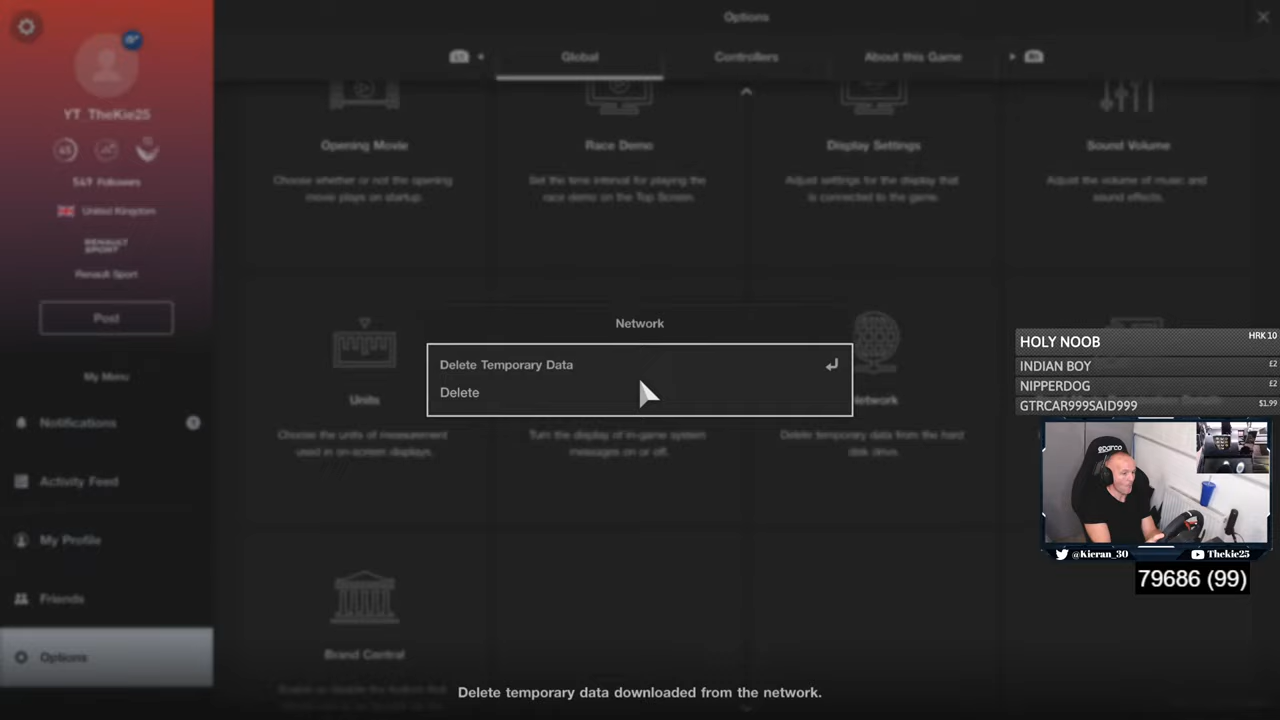 Options
Global
Controllers
About this Game
YT TheKie25
45
549 Followers
United Kingdom
RENAULT SPORT
Renault Sport
Post
My Menu
Notifications
Activity Feed
My Profile
Friends
Options
Opening Movie
Choose whether or not the opening
movie plays on startup.
Race Demo
Set the time interval for playing the
race demo on the Top Screen.
Display Settings
Adjust settings for the display that
is connected to the game.
Sound Volume
Adjust the volume of music and
sound effects.
Units
Choose the units of measurement
used in on-screen displays.
Turn the display of in-game system
messages on or off.
Network
Delete temporary data from the hard
disk drive.
Brand Central
Network
Delete Temporary Data
Delete
Delete temporary data downloaded from the network.
HOLY NOOB HRK 10
INDIAN BOY £2
NIPPERDOG £2
GTRCAR999SAID999 $1.99
sparco
@Kieran_30
Thekie25
79686 (99)